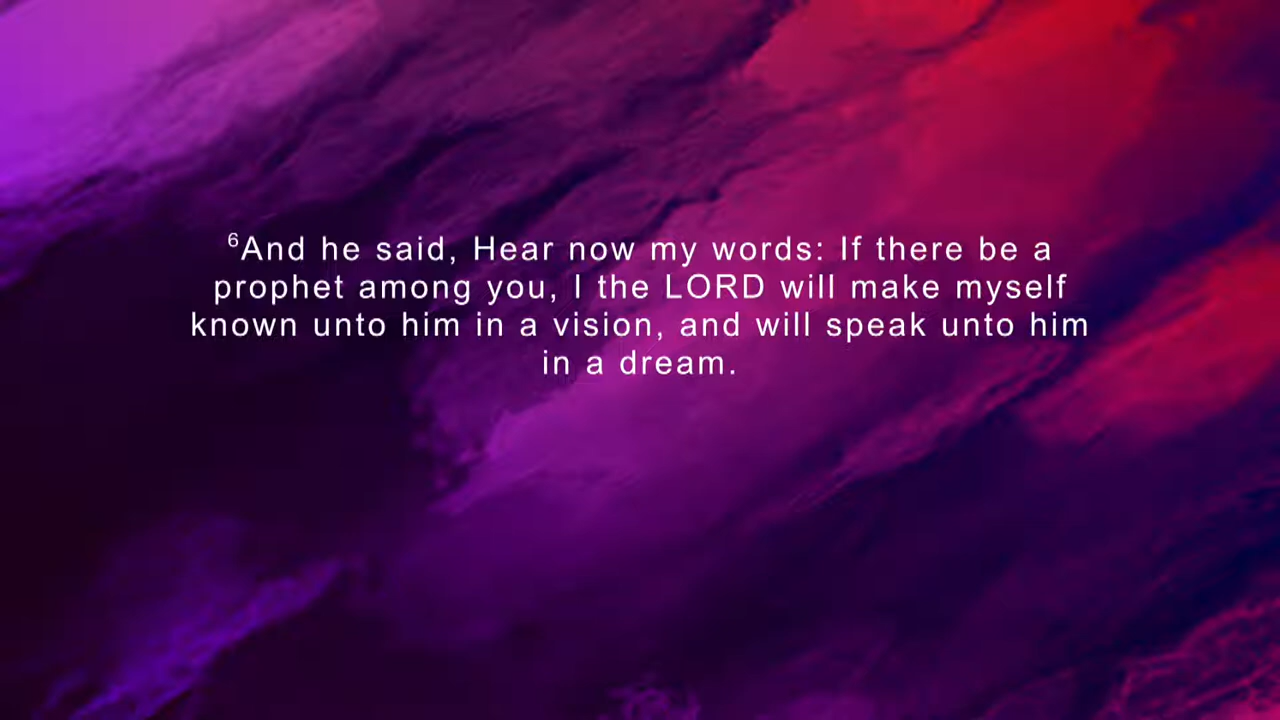 ⁶And he said, Hear now my words: If there be a
prophet among you, I the LORD will make myself
known unto him in a vision, and will speak unto him
in a dream.